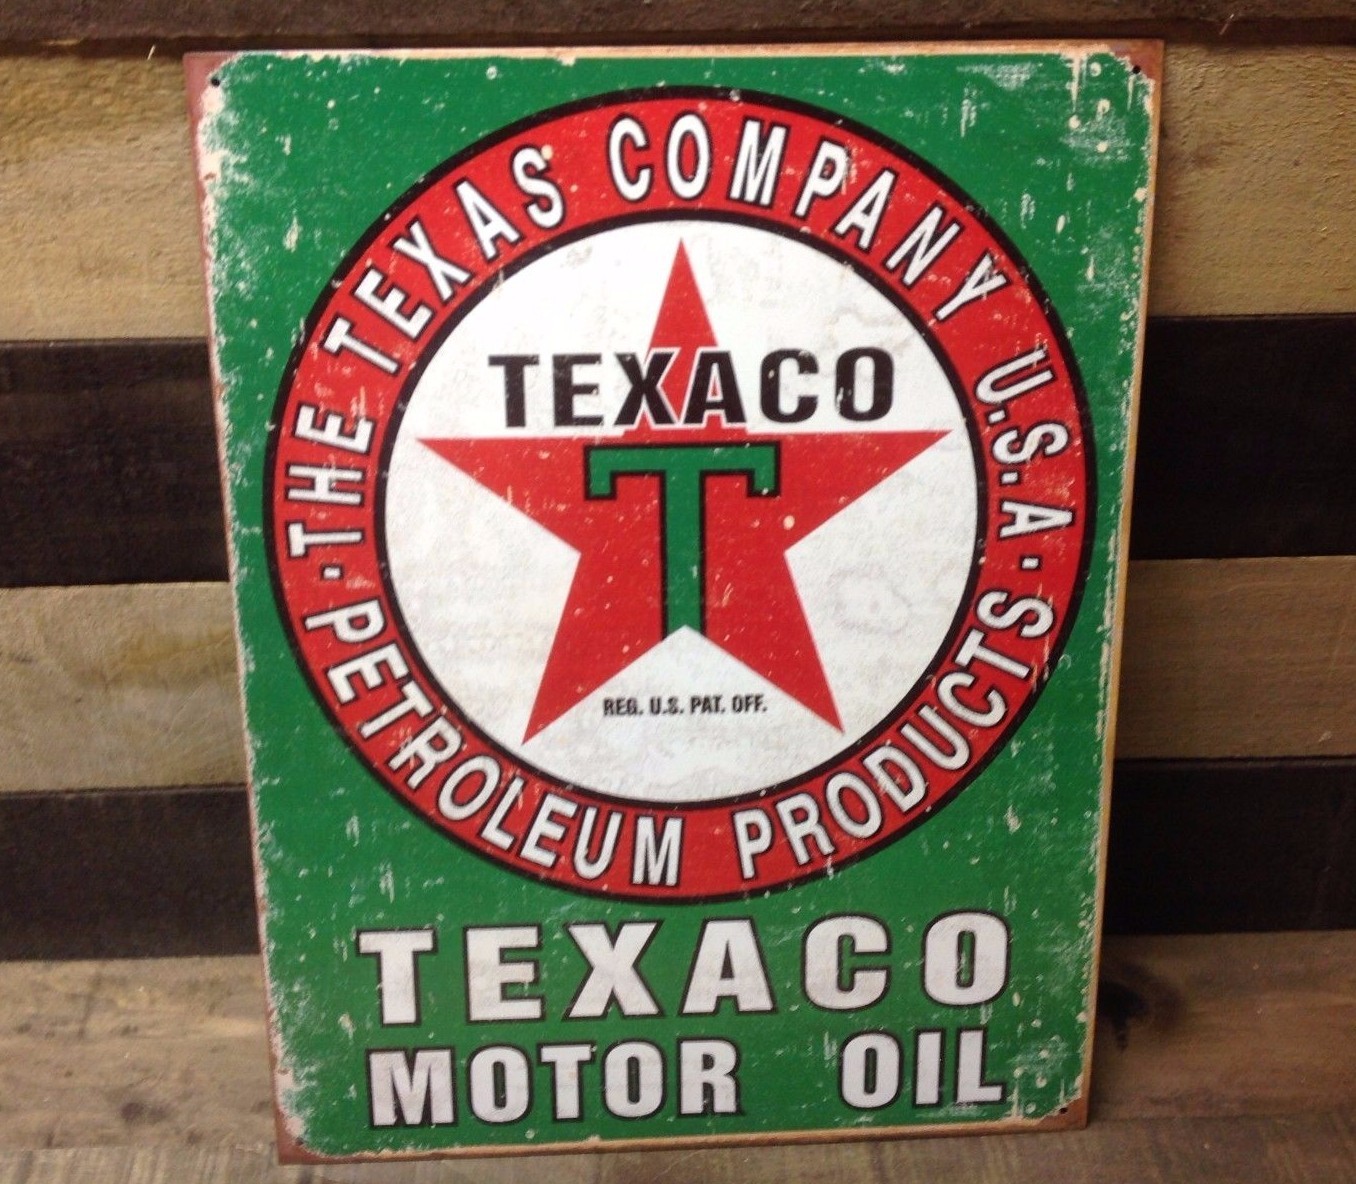 ·THE TEXAS COMPANY U.S.A·
PETROLEUM PRODUCTS
TEXACO
T
REG. U.S. PAT. OFF.
TEXACO
MOTOR OIL